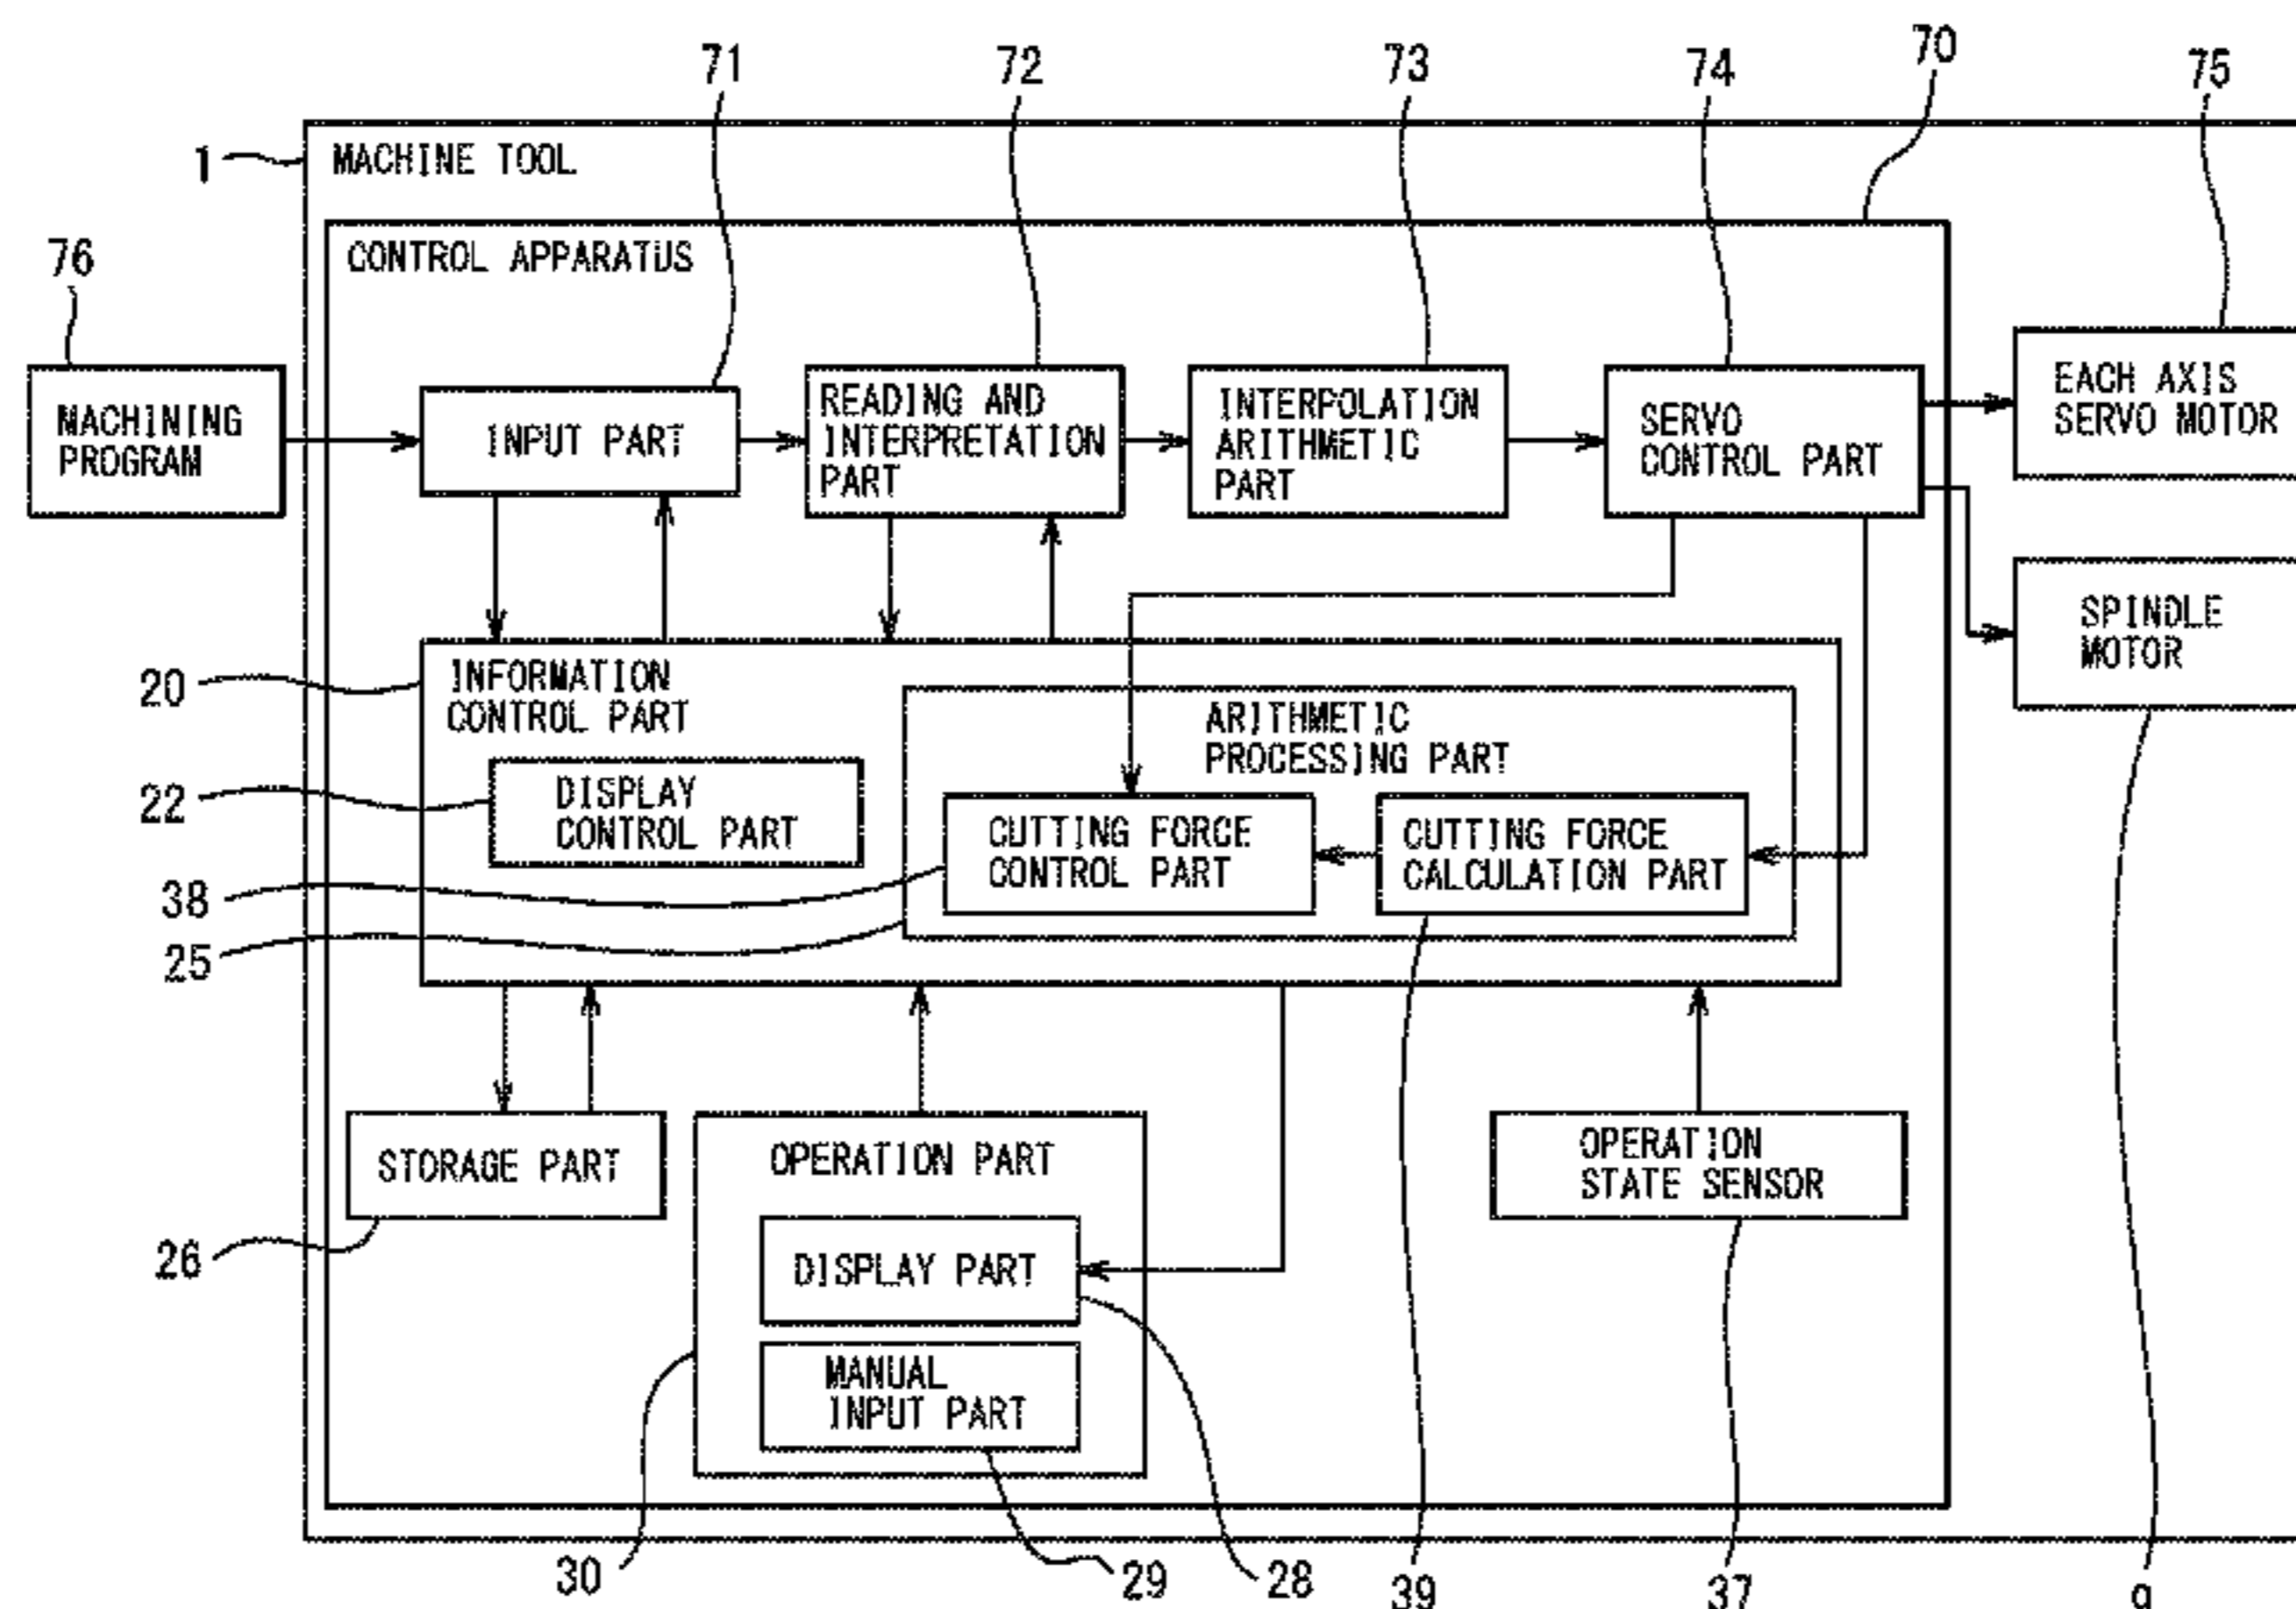 71
72
73
74
70
75
1
MACHINE TOOL
76
CONTROL APPARATUS
MACHINING
PROGRAM
INPUT PART
READING AND
INTERPRETATION
PART
INTERPOLATION
ARITHMETIC
PART
SERVO
CONTROL PART
EACH AXIS
SERVO MOTOR
SPINDLE
MOTOR
20
INFORMATION
CONTROL PART
ARITHMETIC
PROCESSING PART
22
DISPLAY
CONTROL PART
CUTTING FORCE
CONTROL PART
CUTTING FORCE
CALCULATION PART
38
25
STORAGE PART
OPERATION PART
OPERATION
STATE SENSOR
26
DISPLAY PART
MANUAL
INPUT PART
30
29
28
39
37
9